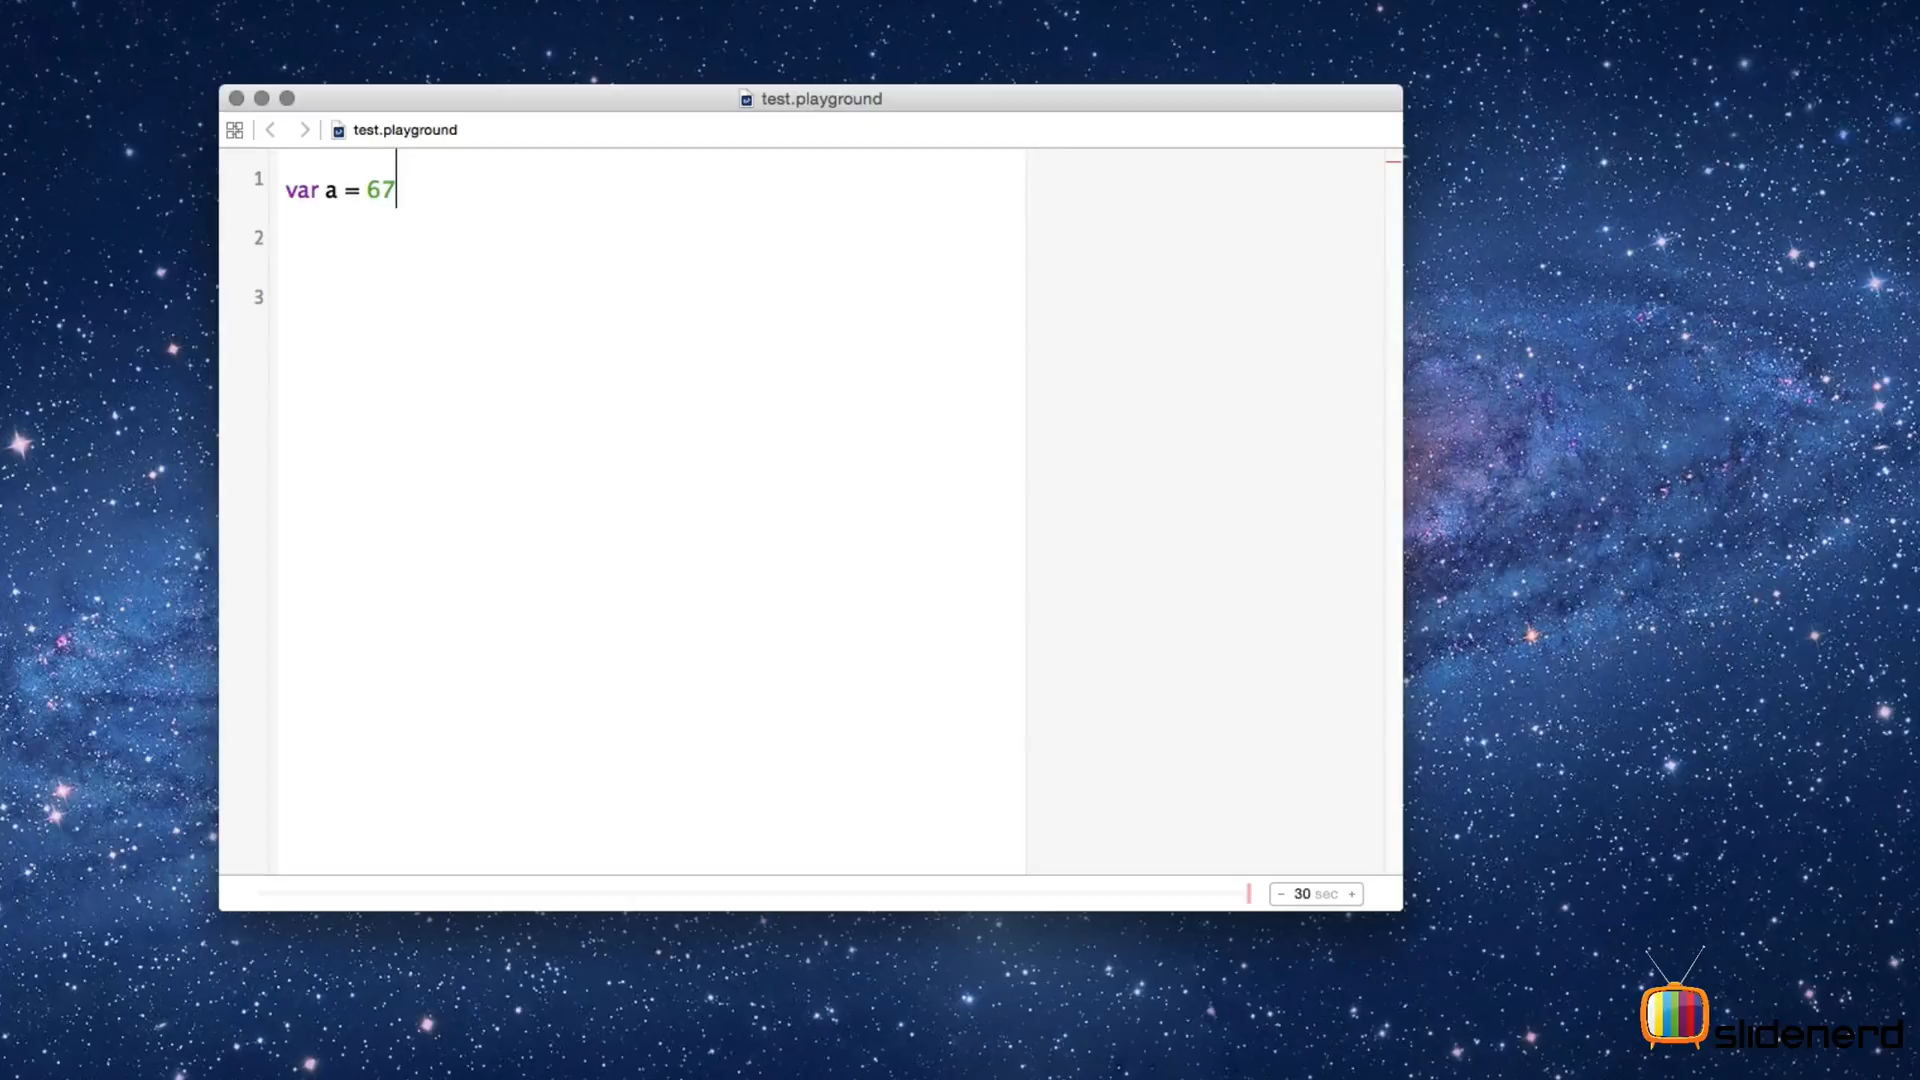 test.playground
test.playground
1
var a = 67
2
3
- 30 sec +
slidenerd